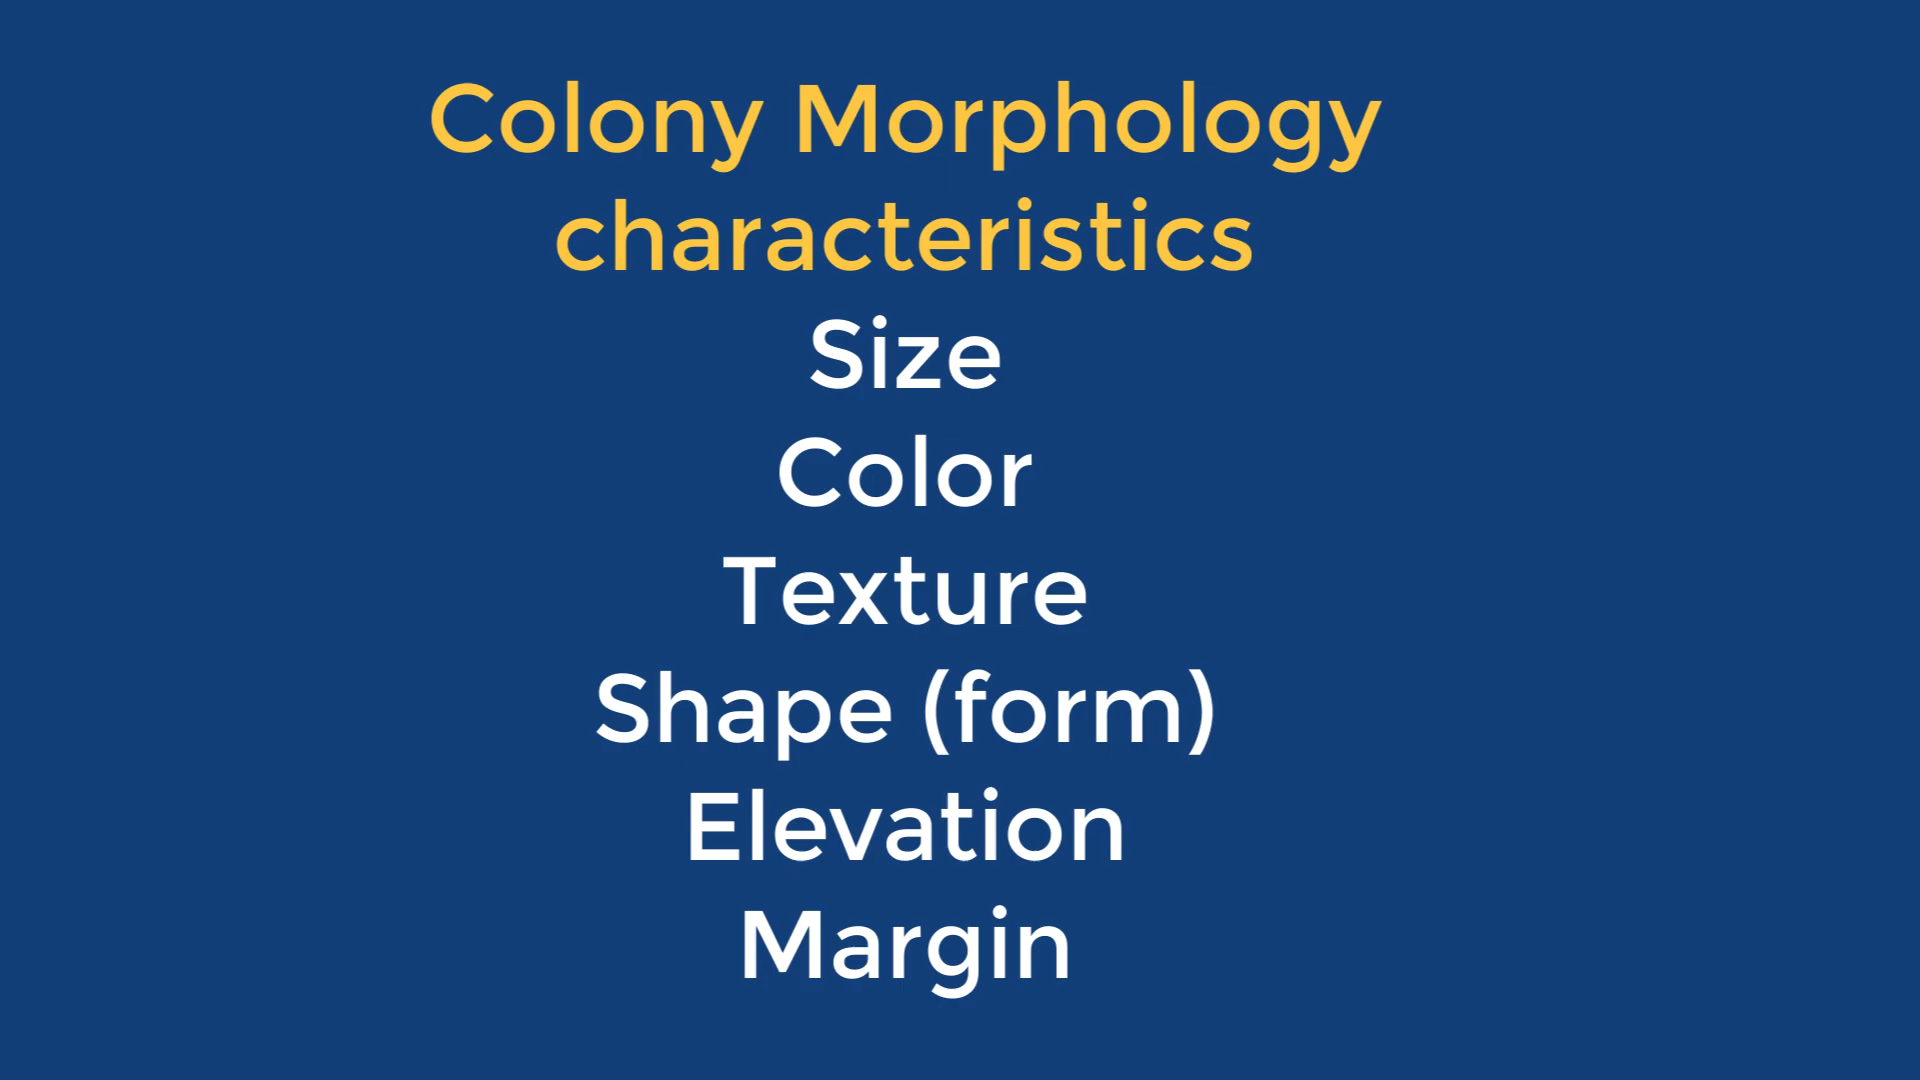 Colony Morphology
characteristics
Size
Color
Texture
Shape (form)
Elevation
Margin